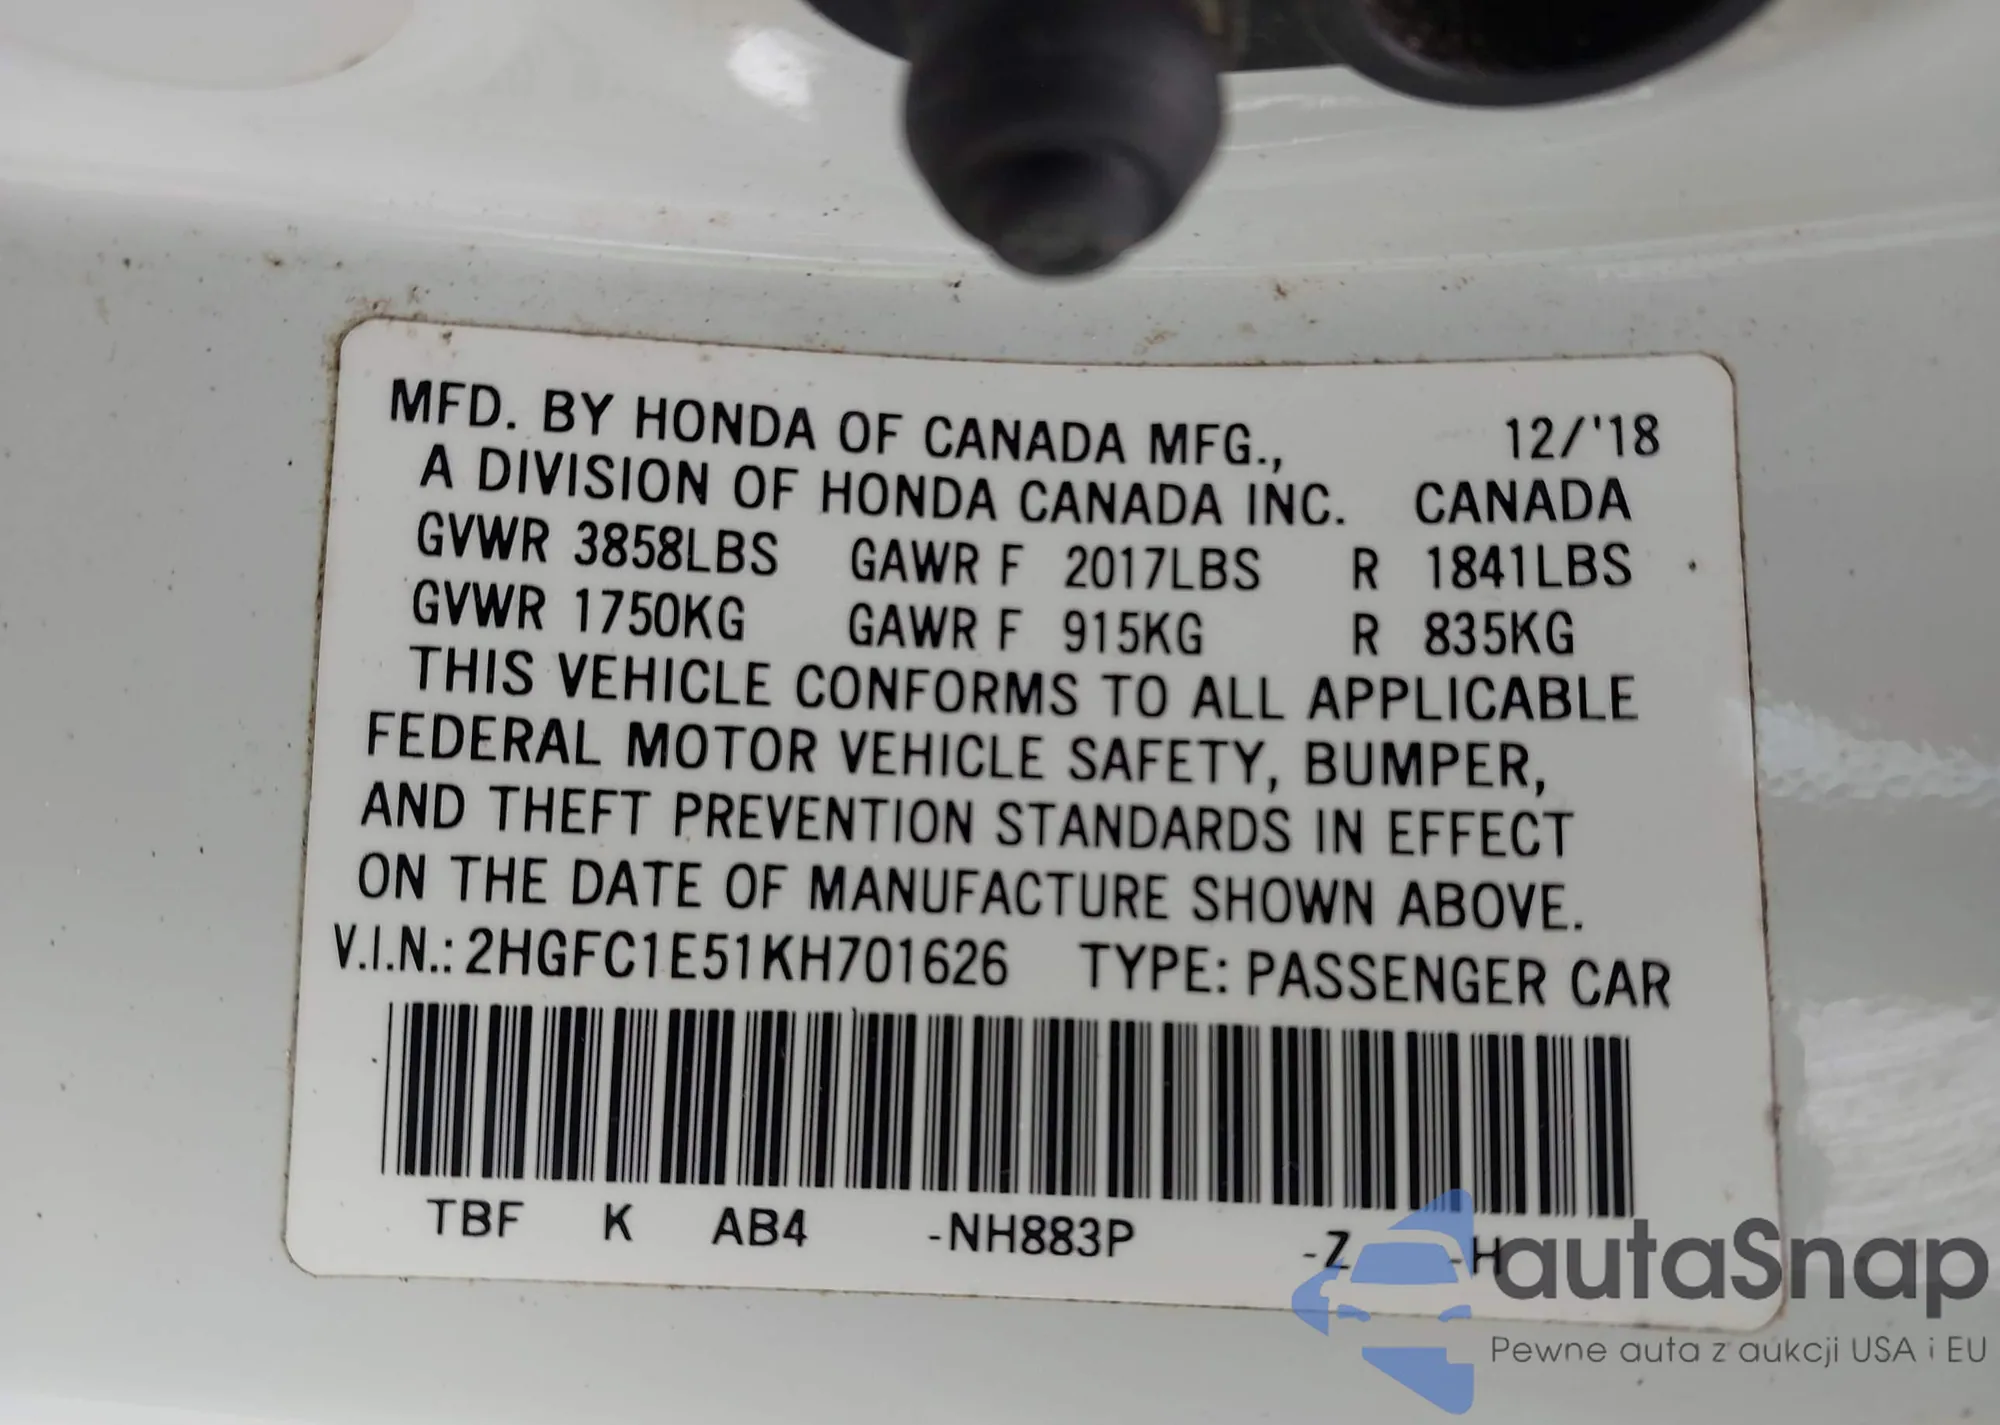 MFD. BY HONDA OF CANADA MFG., 12/'18
A DIVISION OF HONDA CANADA INC. CANADA
GVWR 3858LBS GAWR F 2017LBS R 1841LBS
GVWR 1750KG GAWR F 915KG R 835KG
THIS VEHICLE CONFORMS TO ALL APPLICABLE
FEDERAL MOTOR VEHICLE SAFETY, BUMPER,
AND THEFT PREVENTION STANDARDS IN EFFECT
ON THE DATE OF MANUFACTURE SHOWN ABOVE.
V.I.N.: 2HGFC1E51KH701626 TYPE: PASSENGER CAR
TBF K AB4 -NH883P -Z -H
autaSnap
Pewne auta z aukcji USA i EU